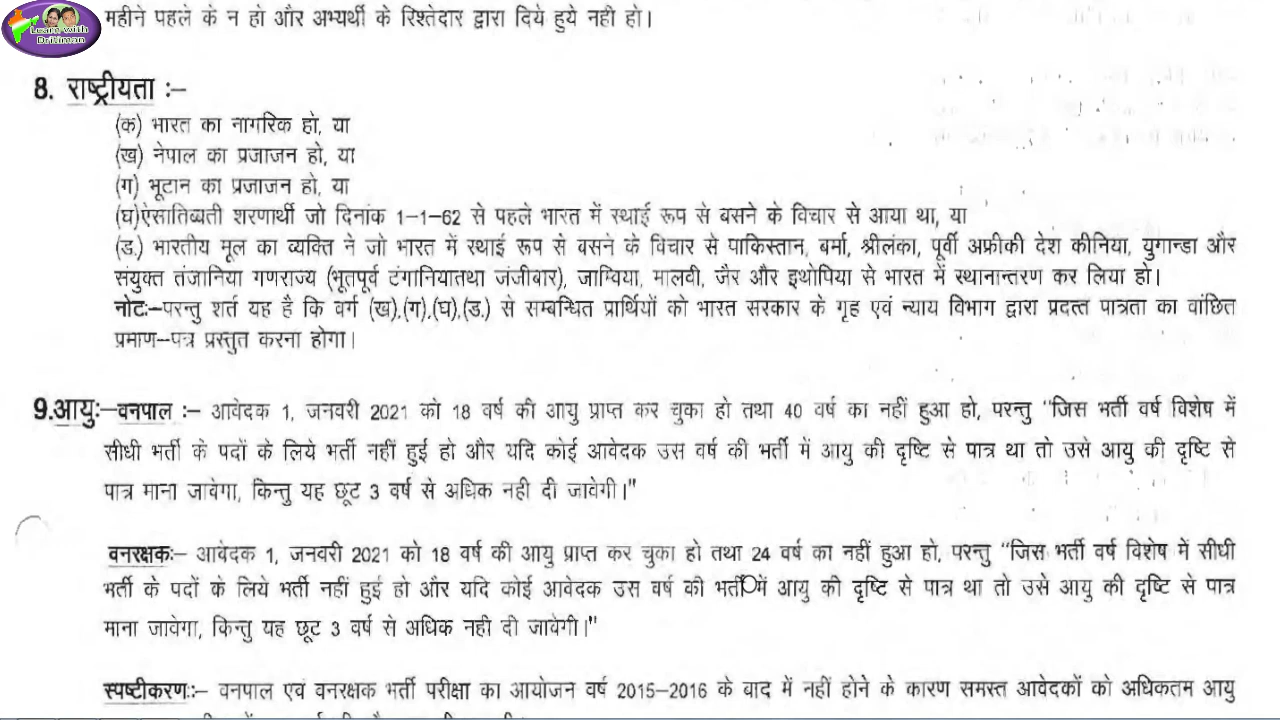 Learn with
DrRimon
महीने पहले के न हो और अभ्यर्थी के रिश्तेदार द्वारा दिये हुये नही हो।
8. राष्ट्रीयता :–
(क) भारत का नागरिक हो, या
(ख) नेपाल का प्रजाजन हो, या
(ग) भूटान का प्रजाजन हो, या
(घ)ऐसातिब्बती शरणार्थी जो दिनांक 1–1–62 से पहले भारत में स्थाई रूप से बसने के विचार से आया था, या
(ड.) भारतीय मूल का व्यक्ति ने जो भारत में स्थाई रूप से बसने के विचार से पाकिस्तान, बर्मा, श्रीलंका, पूर्वी अफ्रीकी देश कीनिया, युगान्डा और
संयुक्त तंजानिया गणराज्य (भूतपूर्व टंगानियातथा जंजीबार), जाम्विया, मालवी, जैर और इथोपिया से भारत में स्थानान्तरण कर लिया हो।
नोटः–परन्तु शर्त यह है कि वर्ग (ख),(ग),(घ),(ड.) से सम्बन्धित प्रार्थियों को भारत सरकार के गृह एवं न्याय विभाग द्वारा प्रदत्त पात्रता का वांछित
प्रमाण–पत्र प्रस्तुत करना होगा।
9.आयुः–वनपाल :– आवेदक 1, जनवरी 2021 को 18 वर्ष की आयु प्राप्त कर चुका हो तथा 40 वर्ष का नहीं हुआ हो, परन्तु "जिस भर्ती वर्ष विशेष में
सीधी भर्ती के पदों के लिये भर्ती नहीं हुई हो और यदि कोई आवेदक उस वर्ष की भर्ती में आयु की दृष्टि से पात्र था तो उसे आयु की दृष्टि से
पात्र माना जावेगा, किन्तु यह छूट 3 वर्ष से अधिक नही दी जावेगी।"
वनरक्षकः– आवेदक 1, जनवरी 2021 को 18 वर्ष की आयु प्राप्त कर चुका हो तथा 24 वर्ष का नहीं हुआ हो, परन्तु "जिस भर्ती वर्ष विशेष में सीधी
भर्ती के पदों के लिये भर्ती नहीं हुई हो और यदि कोई आवेदक उस वर्ष की भर्ती में आयु की दृष्टि से पात्र था तो उसे आयु की दृष्टि से पात्र
माना जावेगा, किन्तु यह छूट 3 वर्ष से अधिक नही दी जावेगी।"
स्पष्टीकरणः– वनपाल एवं वनरक्षक भर्ती परीक्षा का आयोजन वर्ष 2015–2016 के बाद में नहीं होने के कारण समस्त आवेदकों को अधिकतम आयु